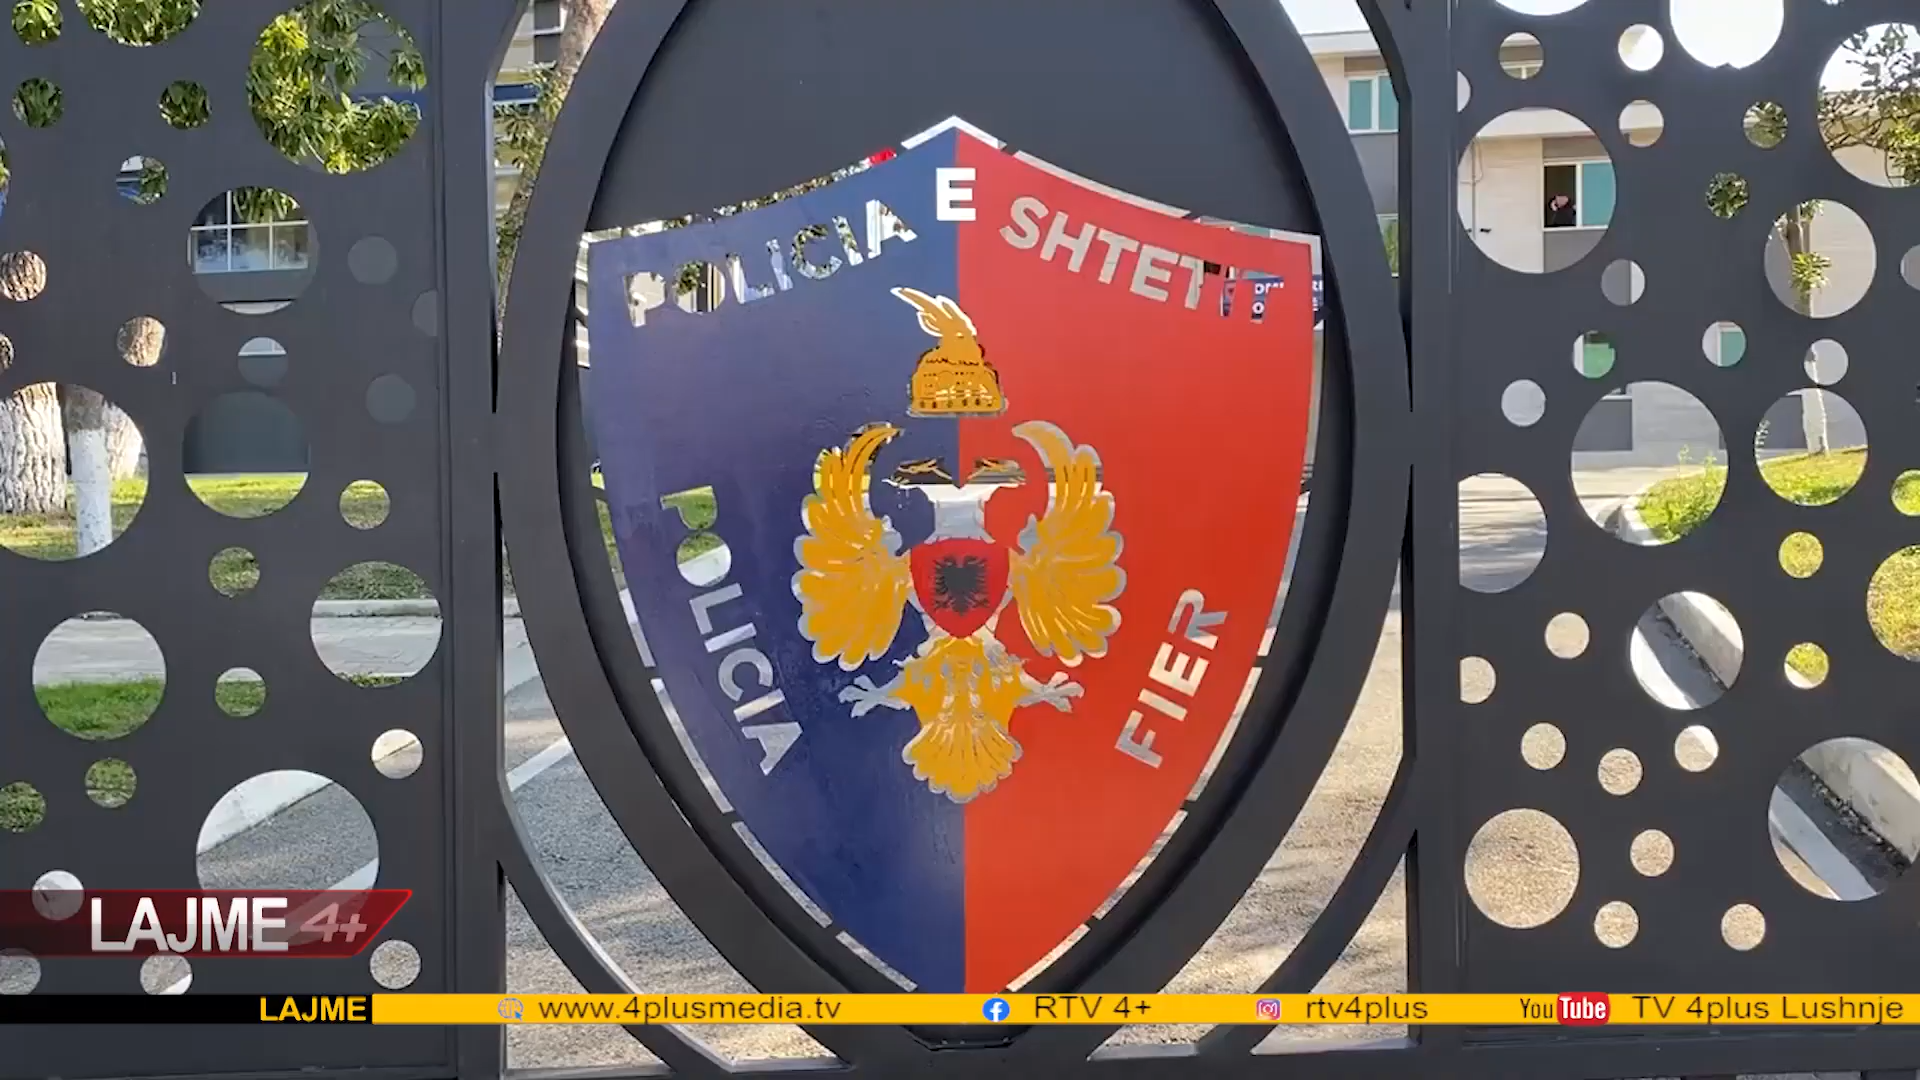 POLICIA E SHTETIT
POLICIA
FIER
LAJME 4+
LAJME
www.4plusmedia.tv
RTV 4+
rtv4plus
YouTube TV 4plus Lushnje